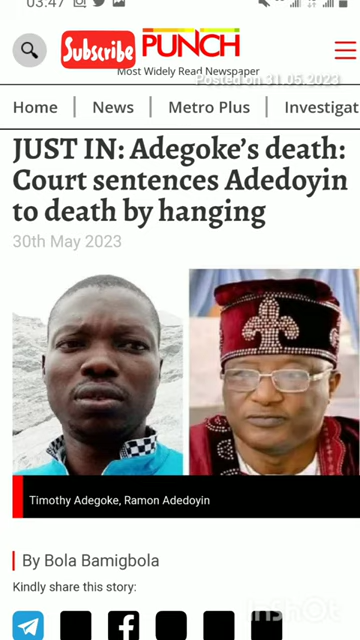 03:47
Subscribe
PUNCH
Most Widely Read Newspaper
Posted on 31.05.2023
Home | News | Metro Plus | Investigat
JUST IN: Adegoke's death:
Court sentences Adedoyin
to death by hanging
30th May 2023
Timothy Adegoke, Ramon Adedoyin
By Bola Bamigbola
Kindly share this story:
InShOt